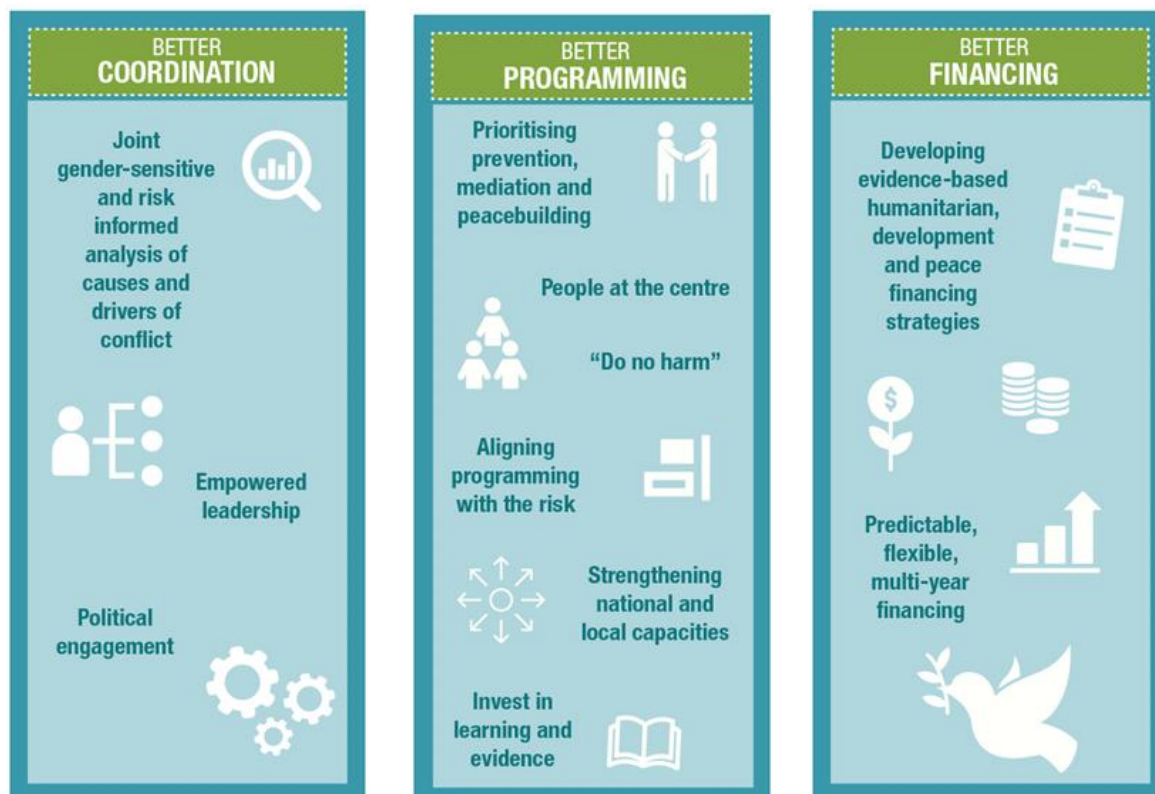 BETTER
COORDINATION
Joint
gender-sensitive
and risk
informed
analysis of
causes and
drivers of
conflict
Empowered
leadership
Political
engagement
BETTER
PROGRAMMING
Prioritising
prevention,
mediation and
peacebuilding
People at the centre
“Do no harm”
Aligning
programming
with the risk
Strengthening
national and
local capacities
Invest in
learning and
evidence
BETTER
FINANCING
Developing
evidence-based
humanitarian,
development
and peace
financing
strategies
$
Predictable,
flexible,
multi-year
financing